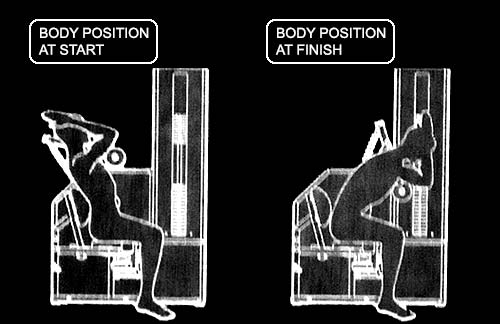 BODY POSITION
AT START
BODY POSITION
AT FINISH